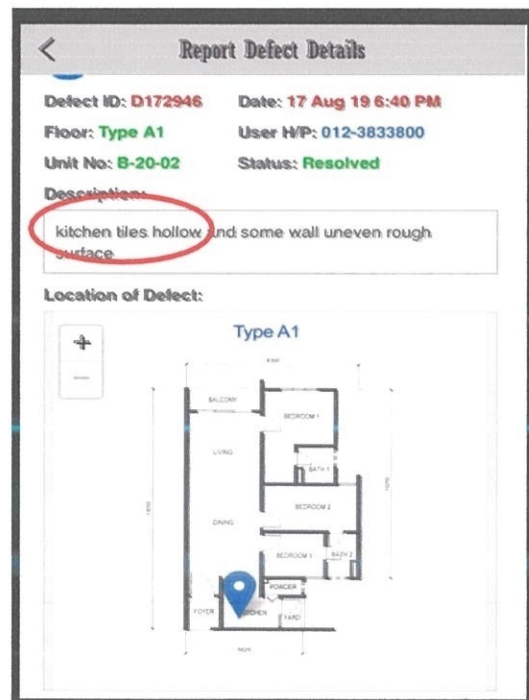 Report Defect Details
Defect ID: D172946 Date: 17 Aug 19 6:40 PM
Floor: Type A1 User H/P: 012-3833800
Unit No: B-20-02 Status: Resolved
Description:
kitchen tiles hollow and some wall uneven rough
surface
Location of Defect:
+
−
Type A1
BALCONY
BEDROOM 1
LIVING
BATH 1
BEDROOM 2
DINING
BEDROOM 3 BATH 2
POWDER
FOYER KITCHEN YARD